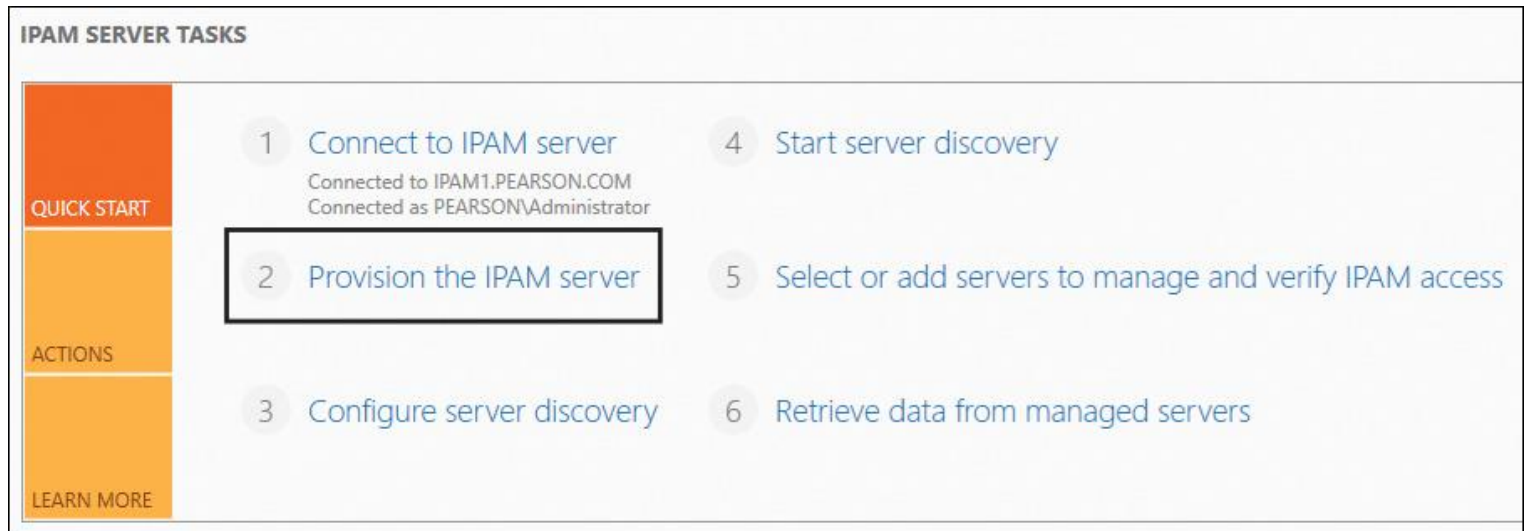 IPAM SERVER TASKS
QUICK START
ACTIONS
LEARN MORE
1 Connect to IPAM server
Connected to IPAM1.PEARSON.COM
Connected as PEARSON\Administrator
2 Provision the IPAM server
3 Configure server discovery
4 Start server discovery
5 Select or add servers to manage and verify IPAM access
6 Retrieve data from managed servers